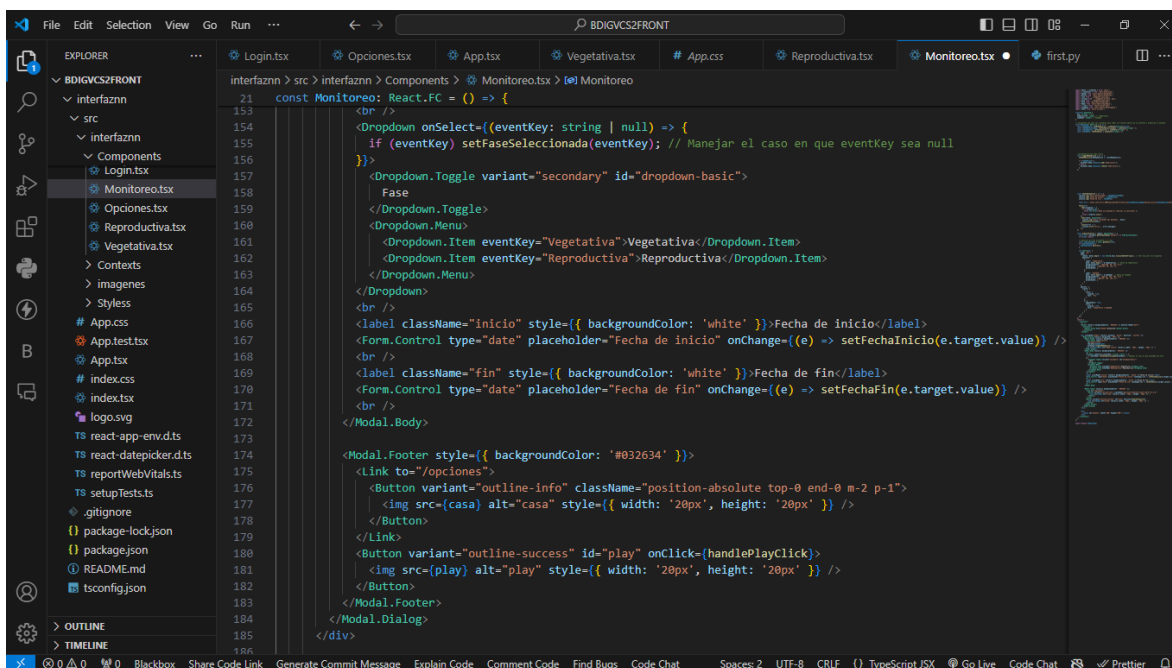 File Edit Selection View Go Run ··· BDIGVCS2FRONT
EXPLORER ···
BDIGVCS2FRONT
interfaznn
src
interfaznn
Components
Login.tsx
Monitoreo.tsx
Opciones.tsx
Reproductiva.tsx
Vegetativa.tsx
Contexts
imagenes
Styless
# App.css
App.test.tsx
App.tsx
# index.css
index.tsx
logo.svg
TS react-app-env.d.ts
TS react-datepicker.d.ts
TS reportWebVitals.ts
TS setupTests.ts
.gitignore
{} package-lock.json
{} package.json
README.md
tsconfig.json
OUTLINE
TIMELINE
Login.tsx Opciones.tsx App.tsx Vegetativa.tsx # App.css Reproductiva.tsx Monitoreo.tsx first.py ···
interfaznn > src > interfaznn > Components > Monitoreo.tsx > Monitoreo
21 const Monitoreo: React.FC = () => {
153 <br />
154 <Dropdown onSelect={(eventKey: string | null) => {
155 if (eventKey) setFaseSeleccionada(eventKey); // Manejar el caso en que eventKey sea null
156 }}>
157 <Dropdown.Toggle variant="secondary" id="dropdown-basic">
158 Fase
159 </Dropdown.Toggle>
160 <Dropdown.Menu>
161 <Dropdown.Item eventKey="Vegetativa">Vegetativa</Dropdown.Item>
162 <Dropdown.Item eventKey="Reproductiva">Reproductiva</Dropdown.Item>
163 </Dropdown.Menu>
164 </Dropdown>
165 <br />
166 <label className="inicio" style={{ backgroundColor: 'white' }}>Fecha de inicio</label>
167 <Form.Control type="date" placeholder="Fecha de inicio" onChange={(e) => setFechaInicio(e.target.value)} />
168 <br />
169 <label className="fin" style={{ backgroundColor: 'white' }}>Fecha de fin</label>
170 <Form.Control type="date" placeholder="Fecha de fin" onChange={(e) => setFechaFin(e.target.value)} />
171 <br />
172 </Modal.Body>
173
174 <Modal.Footer style={{ backgroundColor: '#032634' }}>
175 <Link to="/opciones">
176 <Button variant="outline-info" className="position-absolute top-0 end-0 m-2 p-1">
177 <img src={casa} alt="casa" style={{ width: '20px', height: '20px' }} />
178 </Button>
179 </Link>
180 <Button variant="outline-success" id="play" onClick={handlePlayClick}>
181 <img src={play} alt="play" style={{ width: '20px', height: '20px' }} />
182 </Button>
183 </Modal.Footer>
184 </Modal.Dialog>
185 </div>
186
0 0 0 Blackbox Share Code Link Generate Commit Message Explain Code Comment Code Find Bugs Code Chat Spaces: 2 UTF-8 CRLF {} TypeScript JSX Go Live Code Chat Prettier